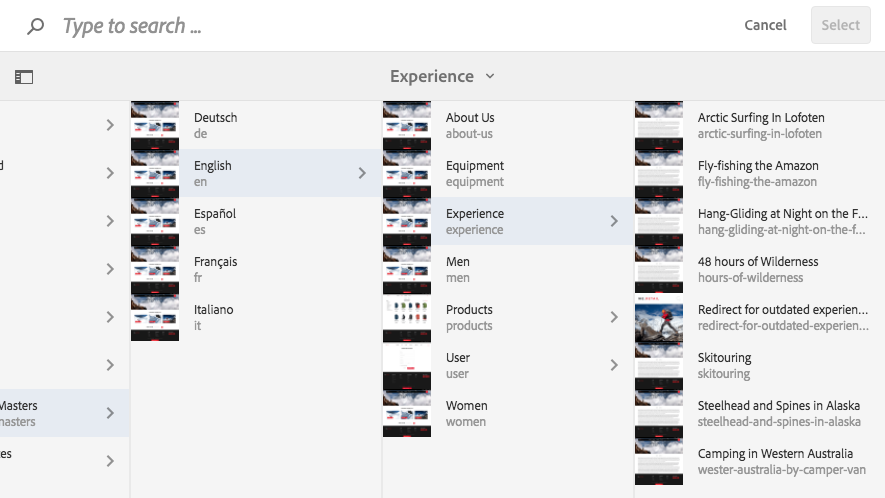 Type to search ...
Cancel
Select
Experience
d
Masters
masters
es
Deutsch
de
English
en
Español
es
Français
fr
Italiano
it
About Us
about-us
Equipment
equipment
Experience
experience
Men
men
Products
products
User
user
Women
women
Arctic Surfing In Lofoten
arctic-surfing-in-lofoten
Fly-fishing the Amazon
fly-fishing-the-amazon
Hang-Gliding at Night on the F...
hang-gliding-at-night-on-the-f...
48 hours of Wilderness
hours-of-wilderness
Redirect for outdated experien...
redirect-for-outdated-experien...
Skitouring
skitouring
Steelhead and Spines in Alaska
steelhead-and-spines-in-alaska
Camping in Western Australia
wester-australia-by-camper-van